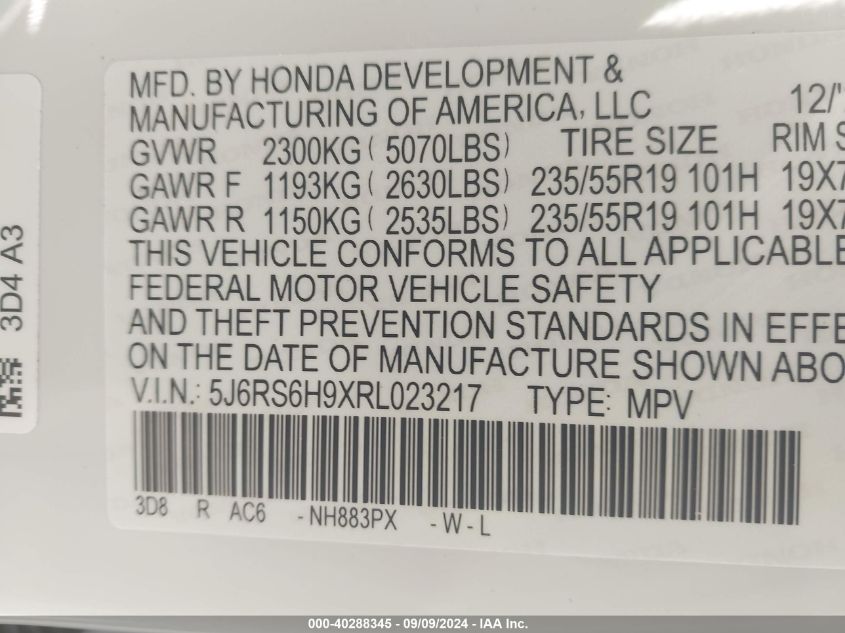 MFD. BY HONDA DEVELOPMENT &
MANUFACTURING OF AMERICA, LLC 12/
GVWR 2300KG ( 5070LBS) TIRE SIZE RIM S
GAWR F 1193KG ( 2630LBS) 235/55R19 101H 19X7
GAWR R 1150KG ( 2535LBS) 235/55R19 101H 19X7
THIS VEHICLE CONFORMS TO ALL APPLICABLE
FEDERAL MOTOR VEHICLE SAFETY
AND THEFT PREVENTION STANDARDS IN EFFE
ON THE DATE OF MANUFACTURE SHOWN ABO
V.I.N.: 5J6RS6H9XRL023217 TYPE: MPV
3D8 R AC6 -NH883PX -W-L
3D4 A3
000-40288345 - 09/09/2024 - IAA Inc.